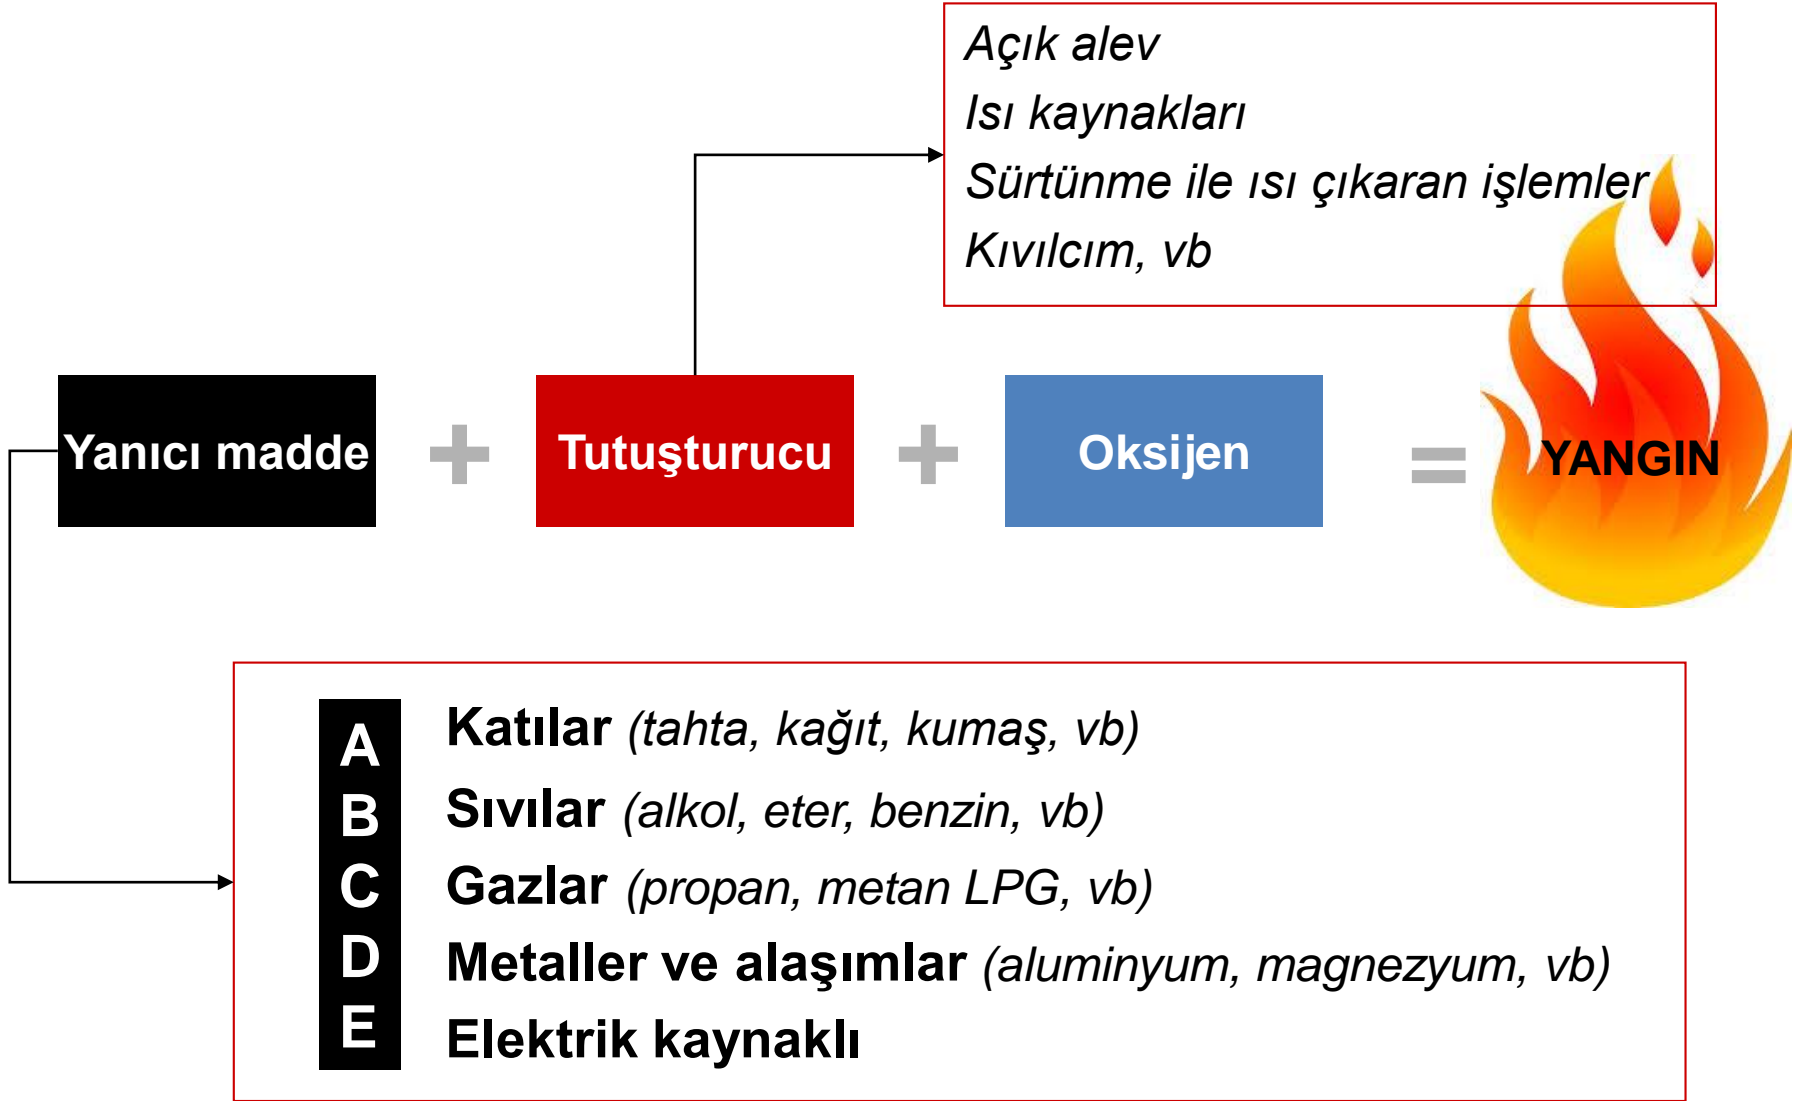 Açık alev
Isı kaynakları
Sürtünme ile ısı çıkaran işlemler
Kıvılcım, vb
Yanıcı madde + Tutuşturucu + Oksijen = YANGIN
A Katılar (tahta, kağıt, kumaş, vb)
B Sıvılar (alkol, eter, benzin, vb)
C Gazlar (propan, metan LPG, vb)
D Metaller ve alaşımlar (aluminyum, magnezyum, vb)
E Elektrik kaynaklı